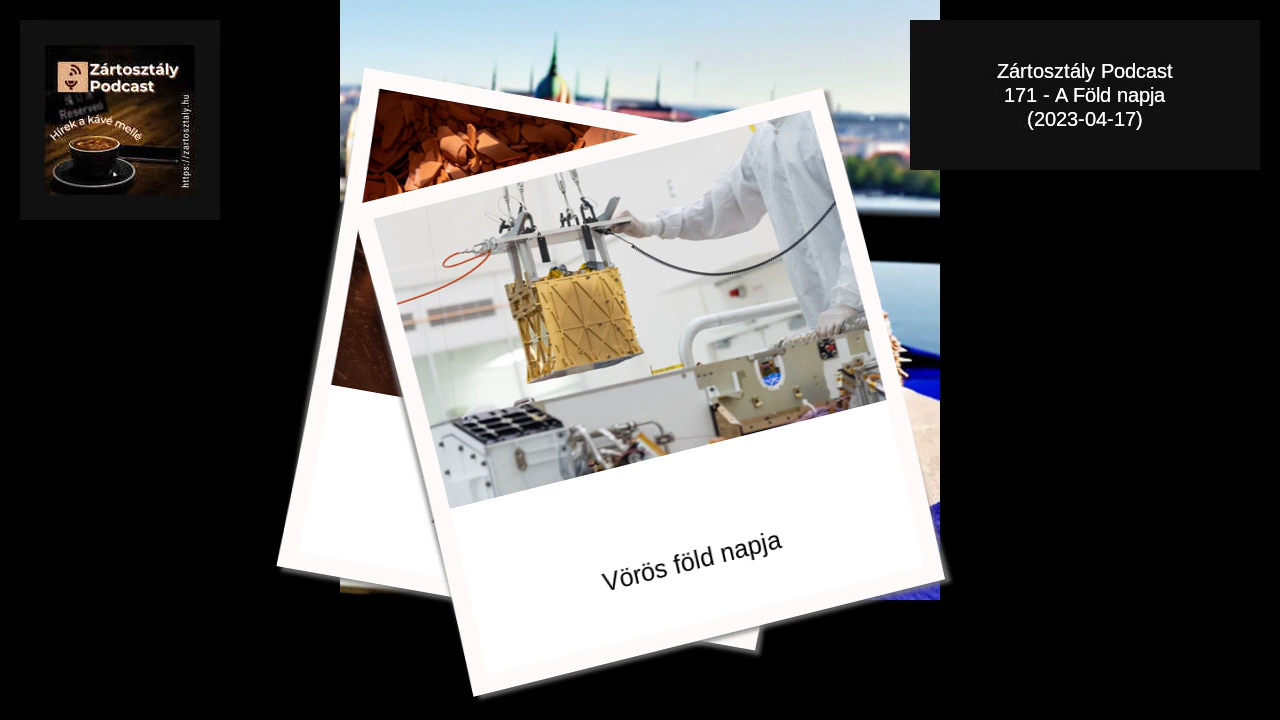 Zártosztály
Podcast
Reserved
Hírek a kávé mellé
https://zartosztaly.hu
Zártosztály Podcast
171 - A Föld napja
(2023-04-17)
Vörös föld napja